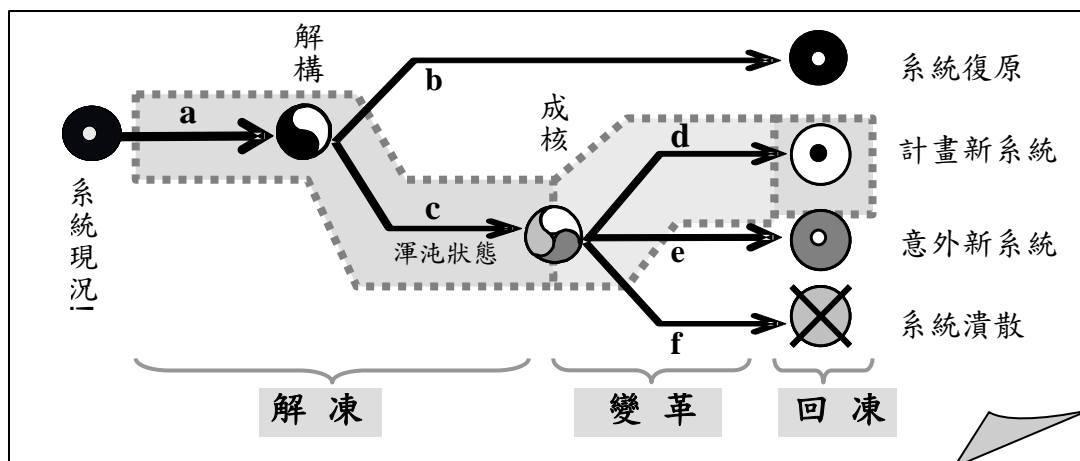 解構
b
系統復原
a
成核
d
計畫新系統
系統現況!
c
渾沌狀態
e
意外新系統
f
系統潰散
解 凍
變 革
回 凍